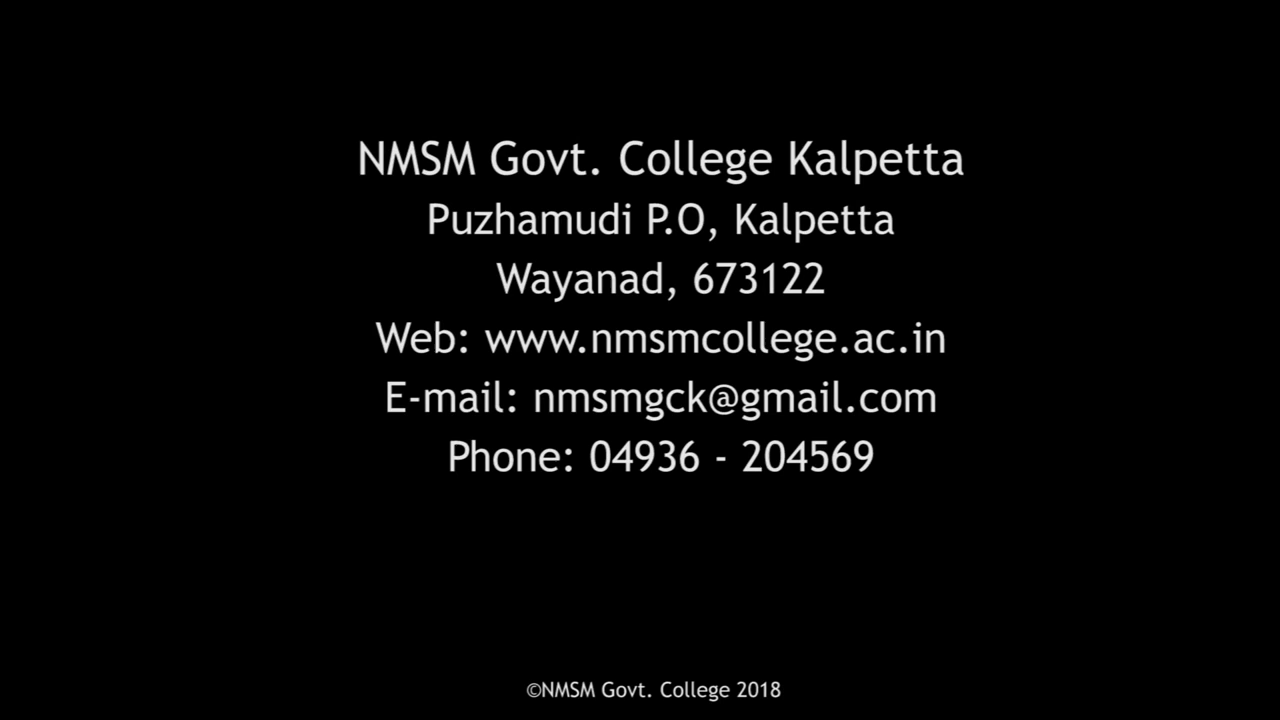 NMSM Govt. College Kalpetta
Puzhamudi P.O, Kalpetta
Wayanad, 673122
Web: www.nmsmcollege.ac.in
E-mail: nmsmgck@gmail.com
Phone: 04936 - 204569
©NMSM Govt. College 2018